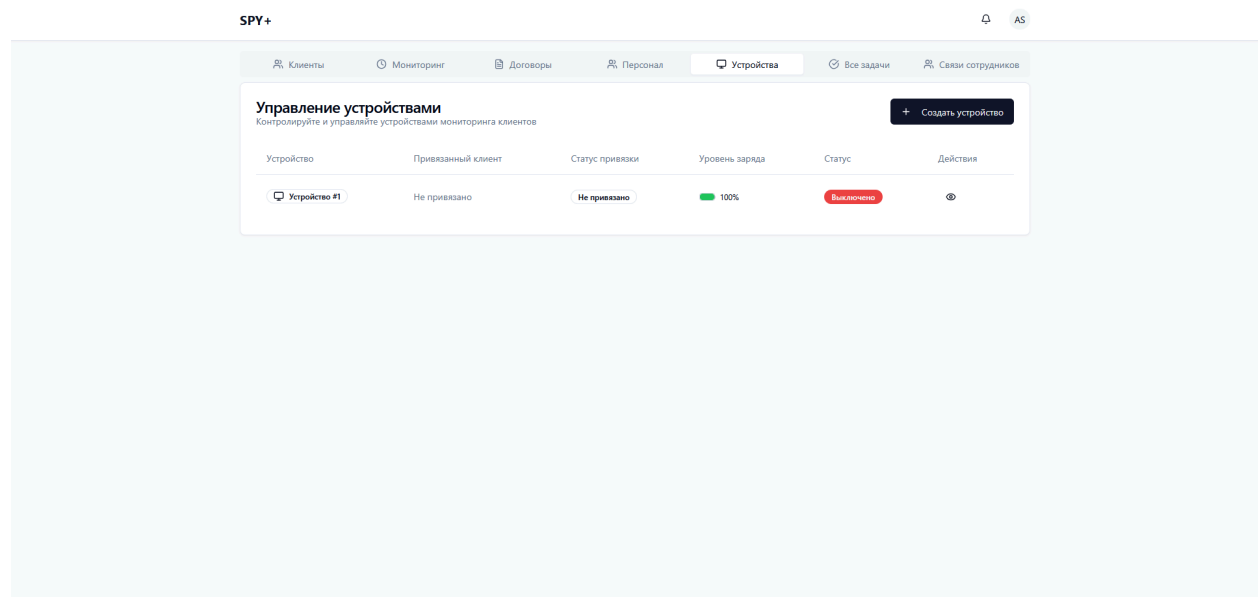 SPY+
AS
Клиенты Мониторинг Договоры Персонал Устройства Все задачи Связи сотрудников
Управление устройствами
Контролируйте и управляйте устройствами мониторинга клиентов
+ Создать устройство
Устройство Привязанный клиент Статус привязки Уровень заряда Статус Действия
Устройство #1 Не привязано Не привязано 100% Выключено